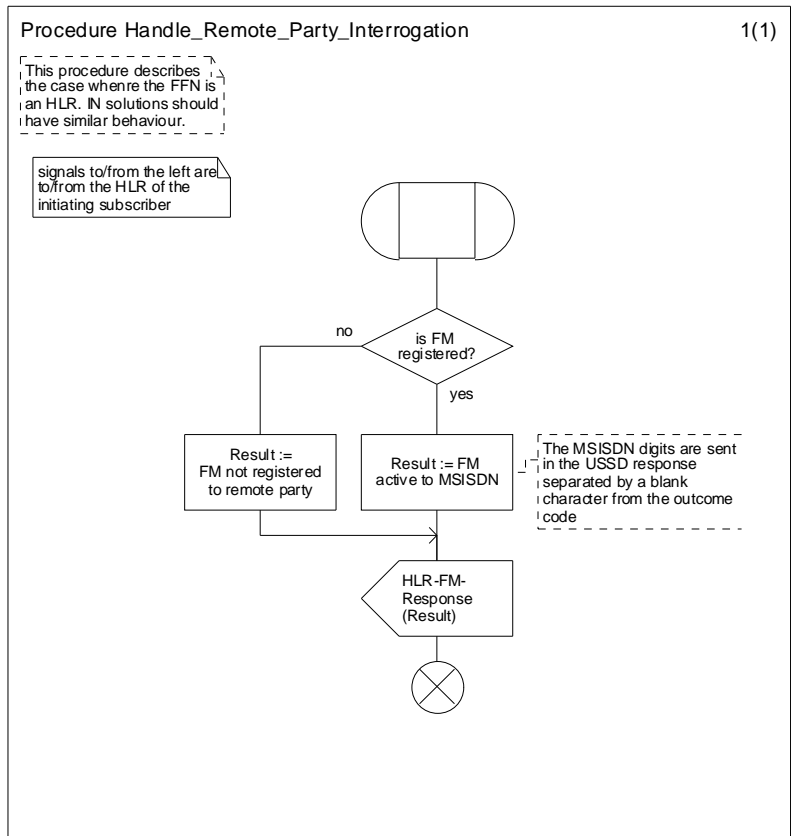 Procedure Handle_Remote_Party_Interrogation 1(1)
This procedure describes
the case whenre the FFN is
an HLR. IN solutions should
have similar behaviour.
signals to/from the left are
to/from the HLR of the
initiating subscriber
is FM
registered?
no
yes
Result :=
FM not registered
to remote party
Result := FM
active to MSISDN
The MSISDN digits are sent
in the USSD response
separated by a blank
character from the outcome
code
HLR-FM-
Response
(Result)